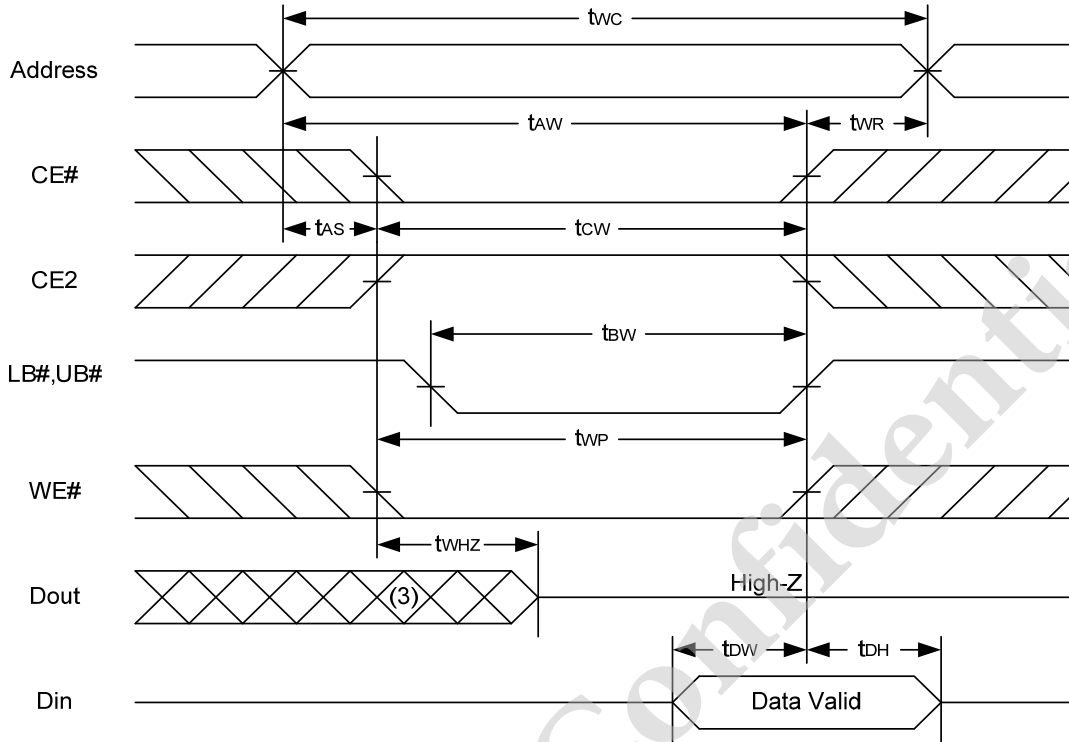 tWC
Address
tAW
tWR
CE#
tAS
tCW
CE2
tBW
LB#,UB#
tWP
WE#
tWHZ
Dout
(3)
High-Z
tDW
tDH
Din
Data Valid
Confidenti